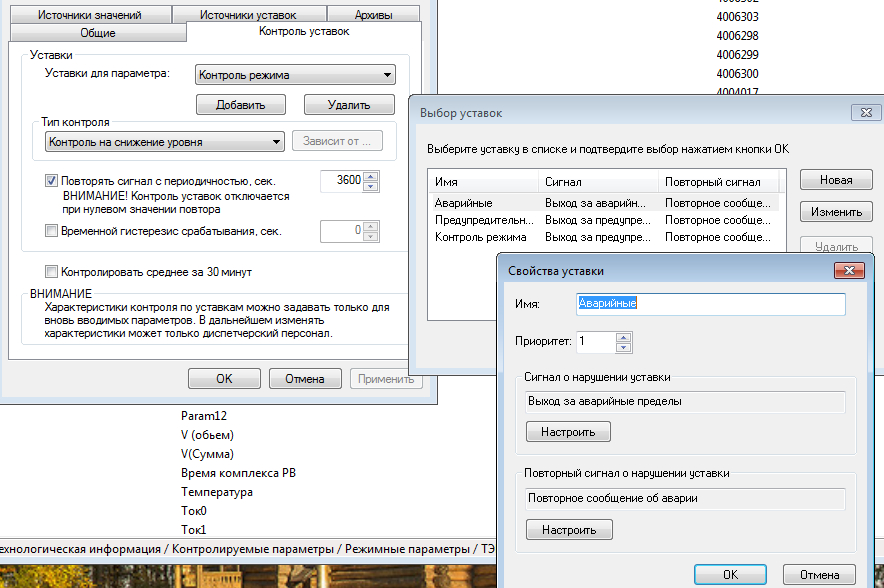 4006302
4006303
4006298
4006299
4006300
4004017
Источники значений
Источники уставок
Архивы
Общие
Контроль уставок
Уставки
Уставки для параметра:
Контроль режима
Добавить
Удалить
Тип контроля
Контроль на снижение уровня
Зависит от ...
Повторять сигнал с периодичностью, сек.
3600
ВНИМАНИЕ! Контроль уставок отключается
при нулевом значении повтора
Временной гистерезис срабатывания, сек.
0
Контролировать среднее за 30 минут
ВНИМАНИЕ
Характеристики контроля по уставкам можно задавать только для
вновь вводимых параметров. В дальнейшем изменять
характеристики может только диспетчерский персонал.
OK
Отмена
Применить
Выбор уставок
Выберите уставку в списке и подтвердите выбор нажатием кнопки OK
Имя Сигнал Повторный сигнал
Аварийные Выход за аварийн... Повторное сообще...
Предупредительн... Выход за предупре... Повторное сообще...
Контроль режима Выход за предупре... Повторное сообще...
Новая
Изменить
Удалить
Свойства уставки
Имя: Аварийные
Приоритет: 1
Сигнал о нарушении уставки
Выход за аварийные пределы
Настроить
Повторный сигнал о нарушении уставки
Повторное сообщение об аварии
Настроить
OK
Отмена
Param12
V (обьем)
V(Сумма)
Время комплекса РВ
Температура
Ток0
Ток1
ехнологическая информация / Контролируемые параметры / Режимные параметры / ТЭ